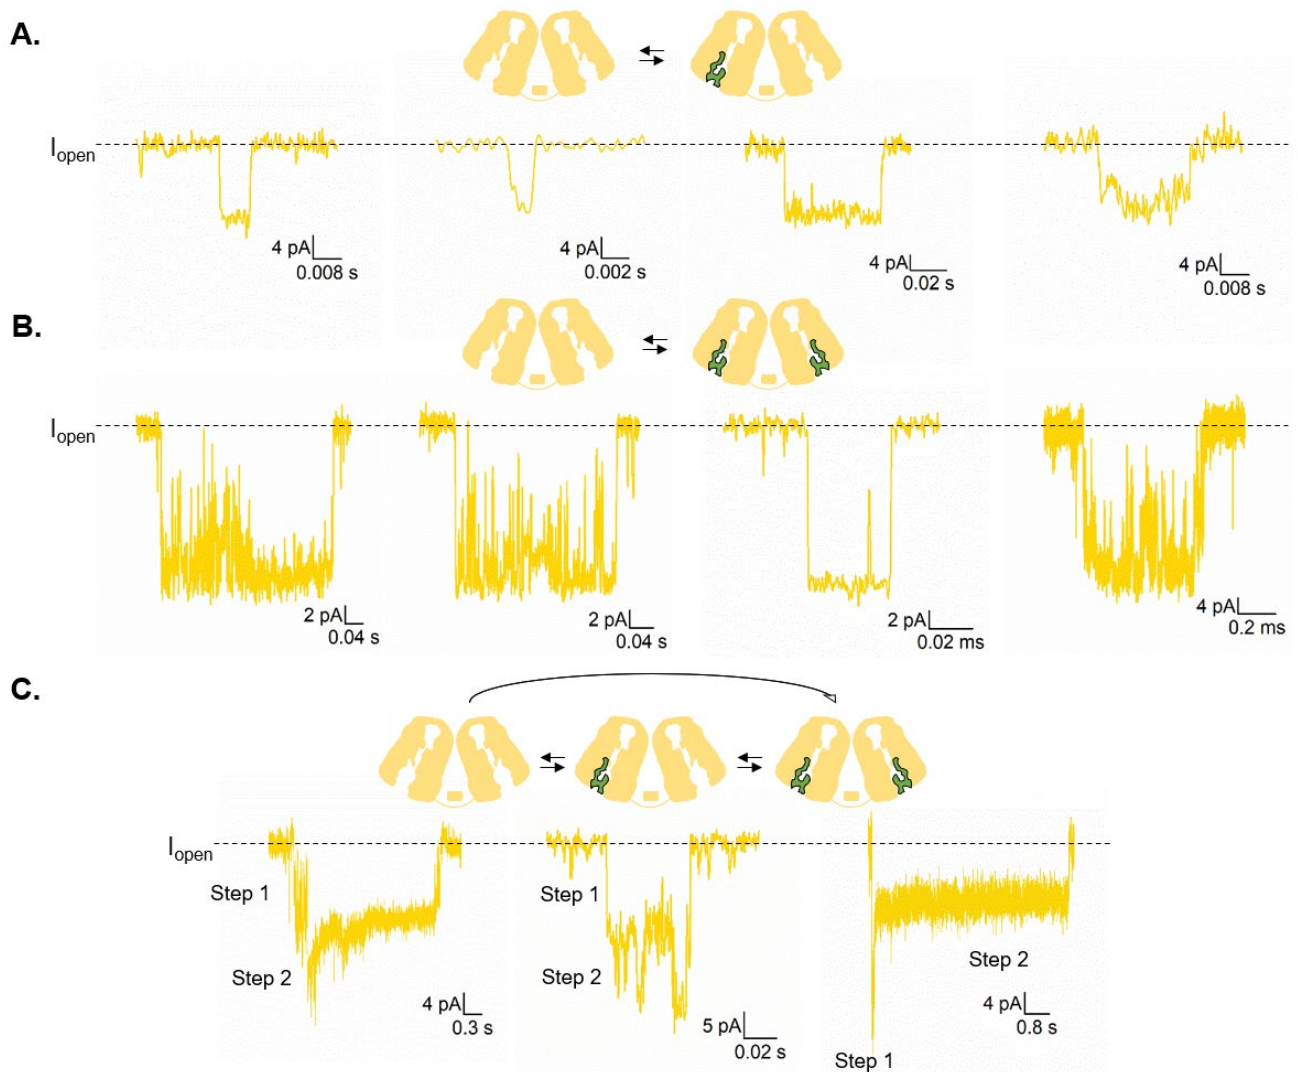 A.
Iopen
4 pA
0.008 s
4 pA
0.002 s
4 pA
0.02 s
4 pA
0.008 s
B.
Iopen
2 pA
0.04 s
2 pA
0.04 s
2 pA
0.02 ms
4 pA
0.2 ms
C.
Iopen
Step 1
Step 2
4 pA
0.3 s
Step 1
Step 2
5 pA
0.02 s
Step 2
4 pA
0.8 s
Step 1